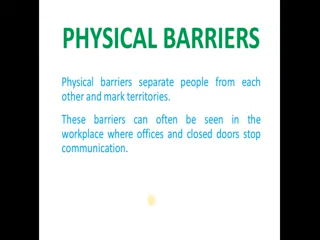 PHYSICAL BARRIERS
Physical barriers separate people from each
other and mark territories.
These barriers can often be seen in the
workplace where offices and closed doors stop
communication.